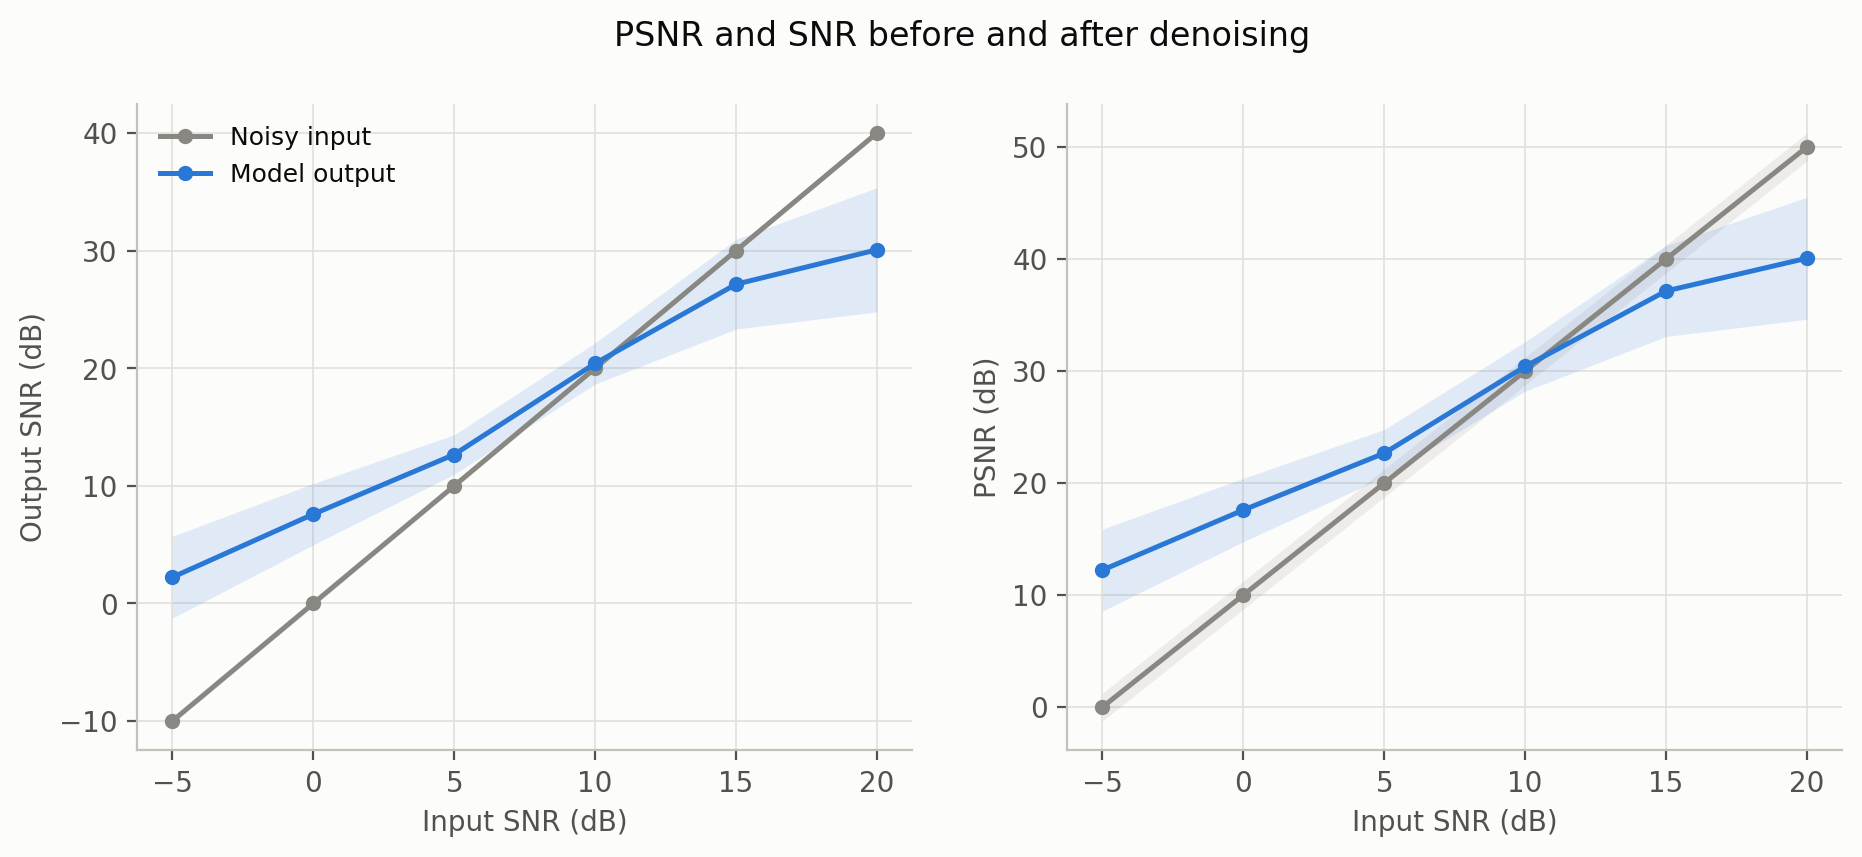 PSNR and SNR before and after denoising
Noisy input
Model output
Output SNR (dB)
40
30
20
10
0
−10
−5 0 5 10 15 20
Input SNR (dB)
PSNR (dB)
50
40
30
20
10
0
−5 0 5 10 15 20
Input SNR (dB)